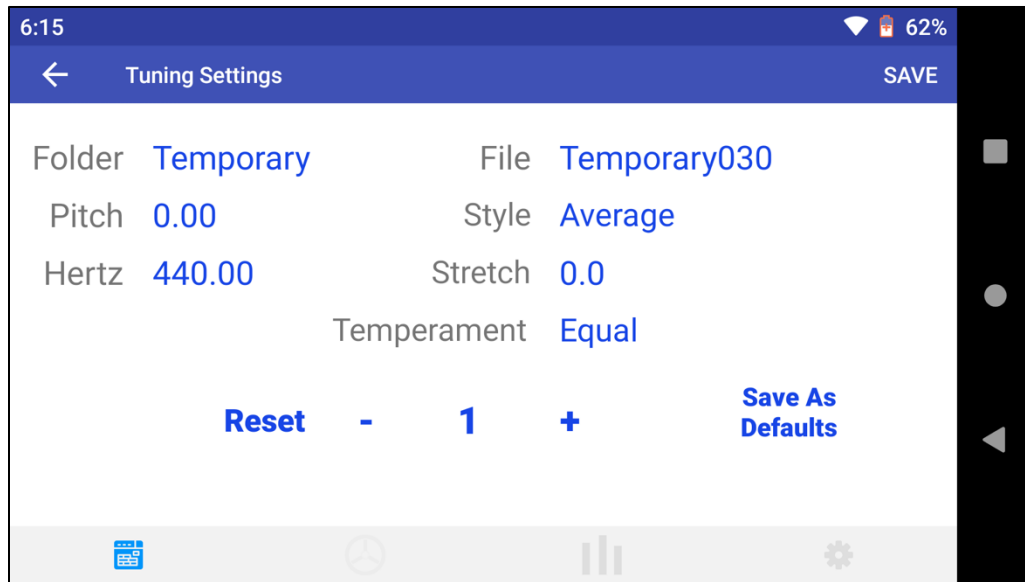 6:15 62%
Tuning Settings SAVE
Folder Temporary File Temporary030
Pitch 0.00 Style Average
Hertz 440.00 Stretch 0.0
Temperament Equal
Reset - 1 + Save As
Defaults